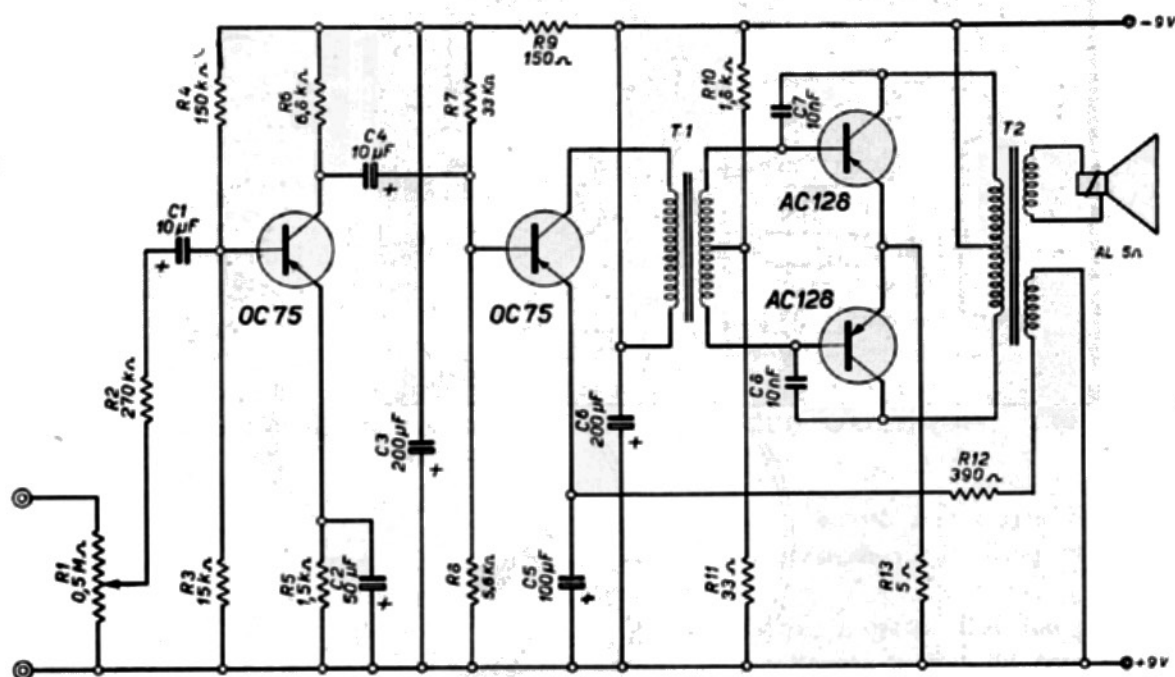 -9V
R9
150Ω
R4
150kΩ
R6
6,8kΩ
R7
33KΩ
R10
1,8kΩ
C7
10nF
T1
T2
C4
10µF
+
C1
10µF
+
AC128
OC75
OC75
AC128
AL 5Ω
R2
270kΩ
C3
200µF
+
C6
200µF
+
C8
10nF
R12
390Ω
R1
0,5MΩ
R3
15kΩ
R5
1,5kΩ
C2
50µF
+
R8
5,6kΩ
C5
100µF
+
R11
33Ω
R13
5Ω
+9V